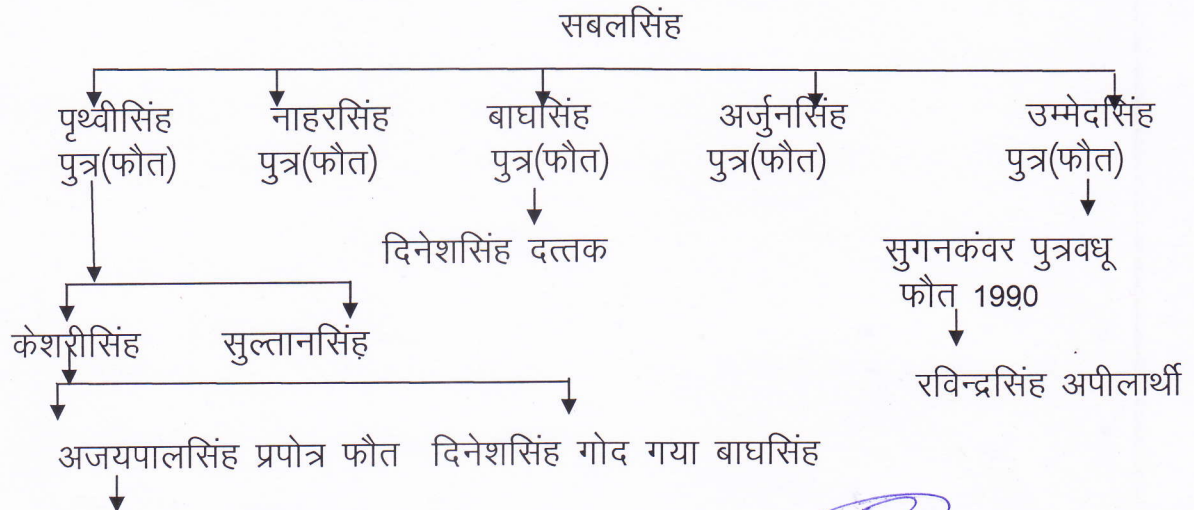 सबलसिंह
पृथ्वीसिंह नाहरसिंह बाघसिंह अर्जुनसिंह उम्मेदसिंह
पुत्र(फौत) पुत्र(फौत) पुत्र(फौत) पुत्र(फौत) पुत्र(फौत)
दिनेशसिंह दत्तक सुगनकंवर पुत्रवधू
फौत 1990
केशरीसिंह सुल्तानसिंह
रविन्द्रसिंह अपीलार्थी
अजयपालसिंह प्रपोत्र फौत दिनेशसिंह गोद गया बाघसिंह